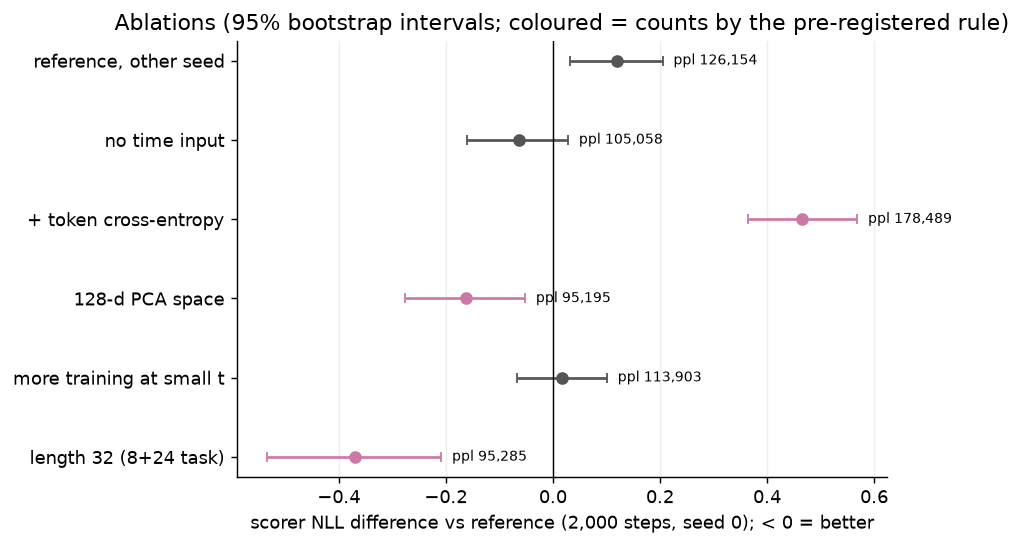 Ablations (95% bootstrap intervals; coloured = counts by the pre-registered rule)
reference, other seed
ppl 126,154
no time input
ppl 105,058
+ token cross-entropy
ppl 178,489
128-d PCA space
ppl 95,195
more training at small t
ppl 113,903
length 32 (8+24 task)
ppl 95,285
−0.4 −0.2 0.0 0.2 0.4 0.6
scorer NLL difference vs reference (2,000 steps, seed 0); < 0 = better